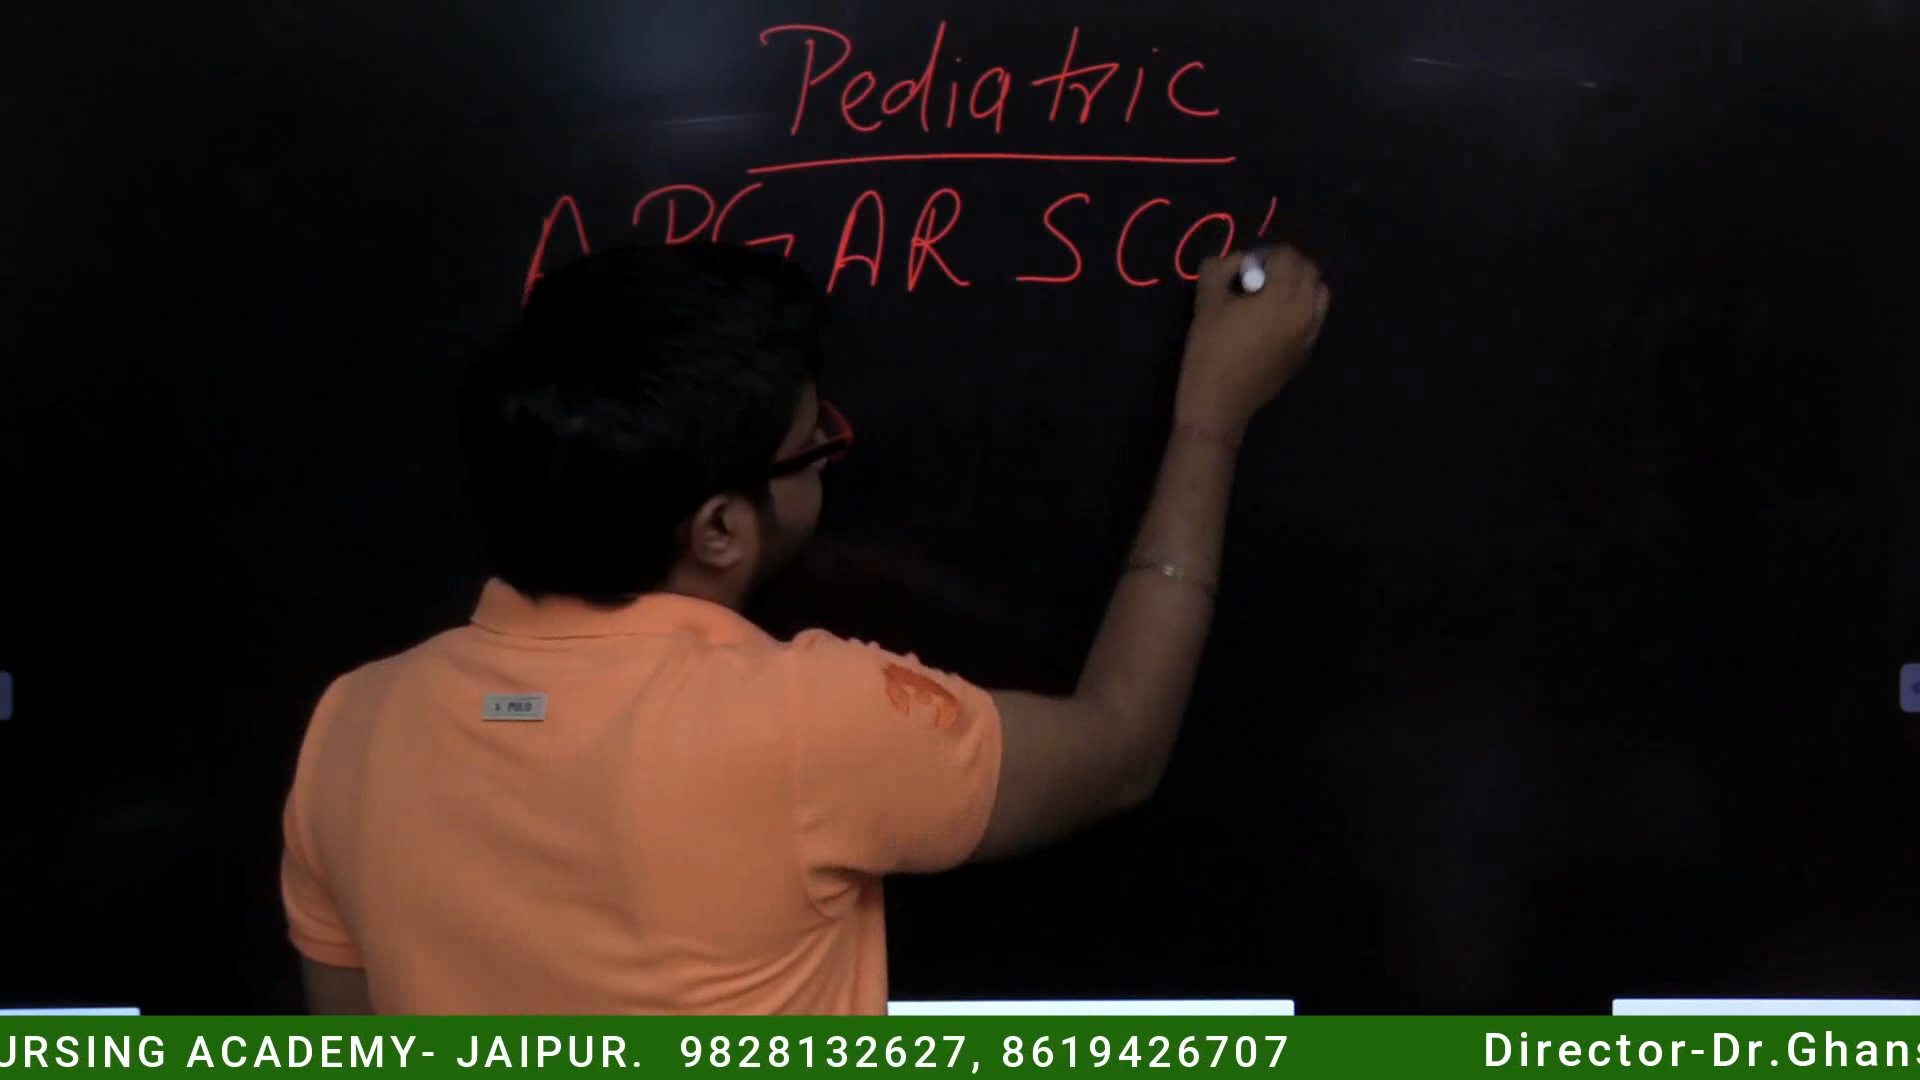 Pediatric
APGAR SCO
URSING ACADEMY- JAIPUR. 9828132627, 8619426707 Director-Dr.Ghans